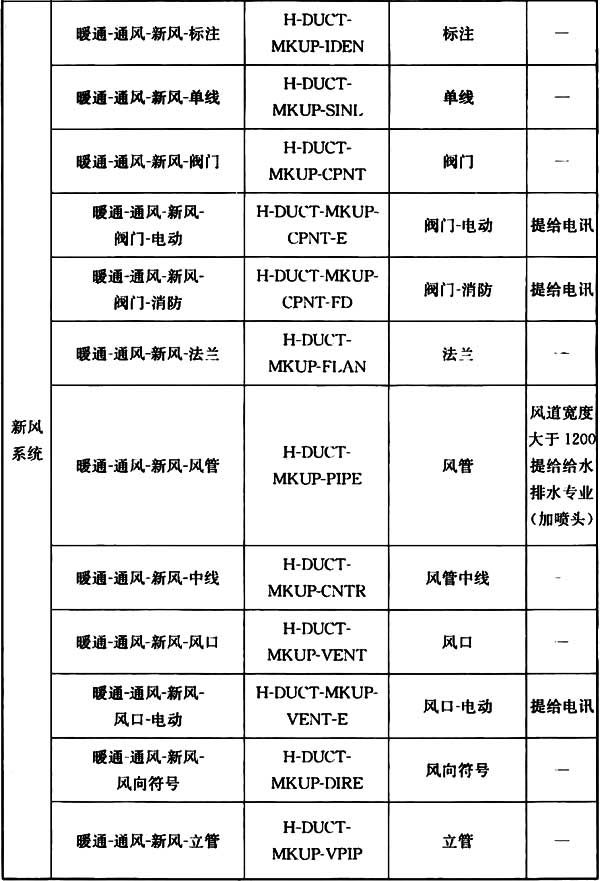 新风
系统
暖通-通风-新风-标注
H-DUCT-
MKUP-IDEN
标注
—
暖通-通风-新风-单线
H-DUCT-
MKUP-SINL
单线
—
暖通-通风-新风-阀门
H-DUCT-
MKUP-CPNT
阀门
—
暖通-通风-新风-
阀门-电动
H-DUCT-MKUP-
CPNT-E
阀门-电动
提给电讯
暖通-通风-新风-
阀门-消防
H-DUCT-MKUP-
CPNT-FD
阀门-消防
提给电讯
暖通-通风-新风-法兰
H-DUCT-
MKUP-FLAN
法兰
—
暖通-通风-新风-风管
H-DUCT-
MKUP-PIPE
风管
风道宽度
大于1200
提给给水
排水专业
（加喷头）
暖通-通风-新风-中线
H-DUCT-
MKUP-CNTR
风管中线
-
暖通-通风-新风-风口
H-DUCT-
MKUP-VENT
风口
—
暖通-通风-新风-
风口-电动
H-DUCT-MKUP-
VENT-E
风口-电动
提给电讯
暖通-通风-新风-
风向符号
H-DUCT-
MKUP-DIRE
风向符号
—
暖通-通风-新风-立管
H-DUCT-
MKUP-VPIP
立管
—